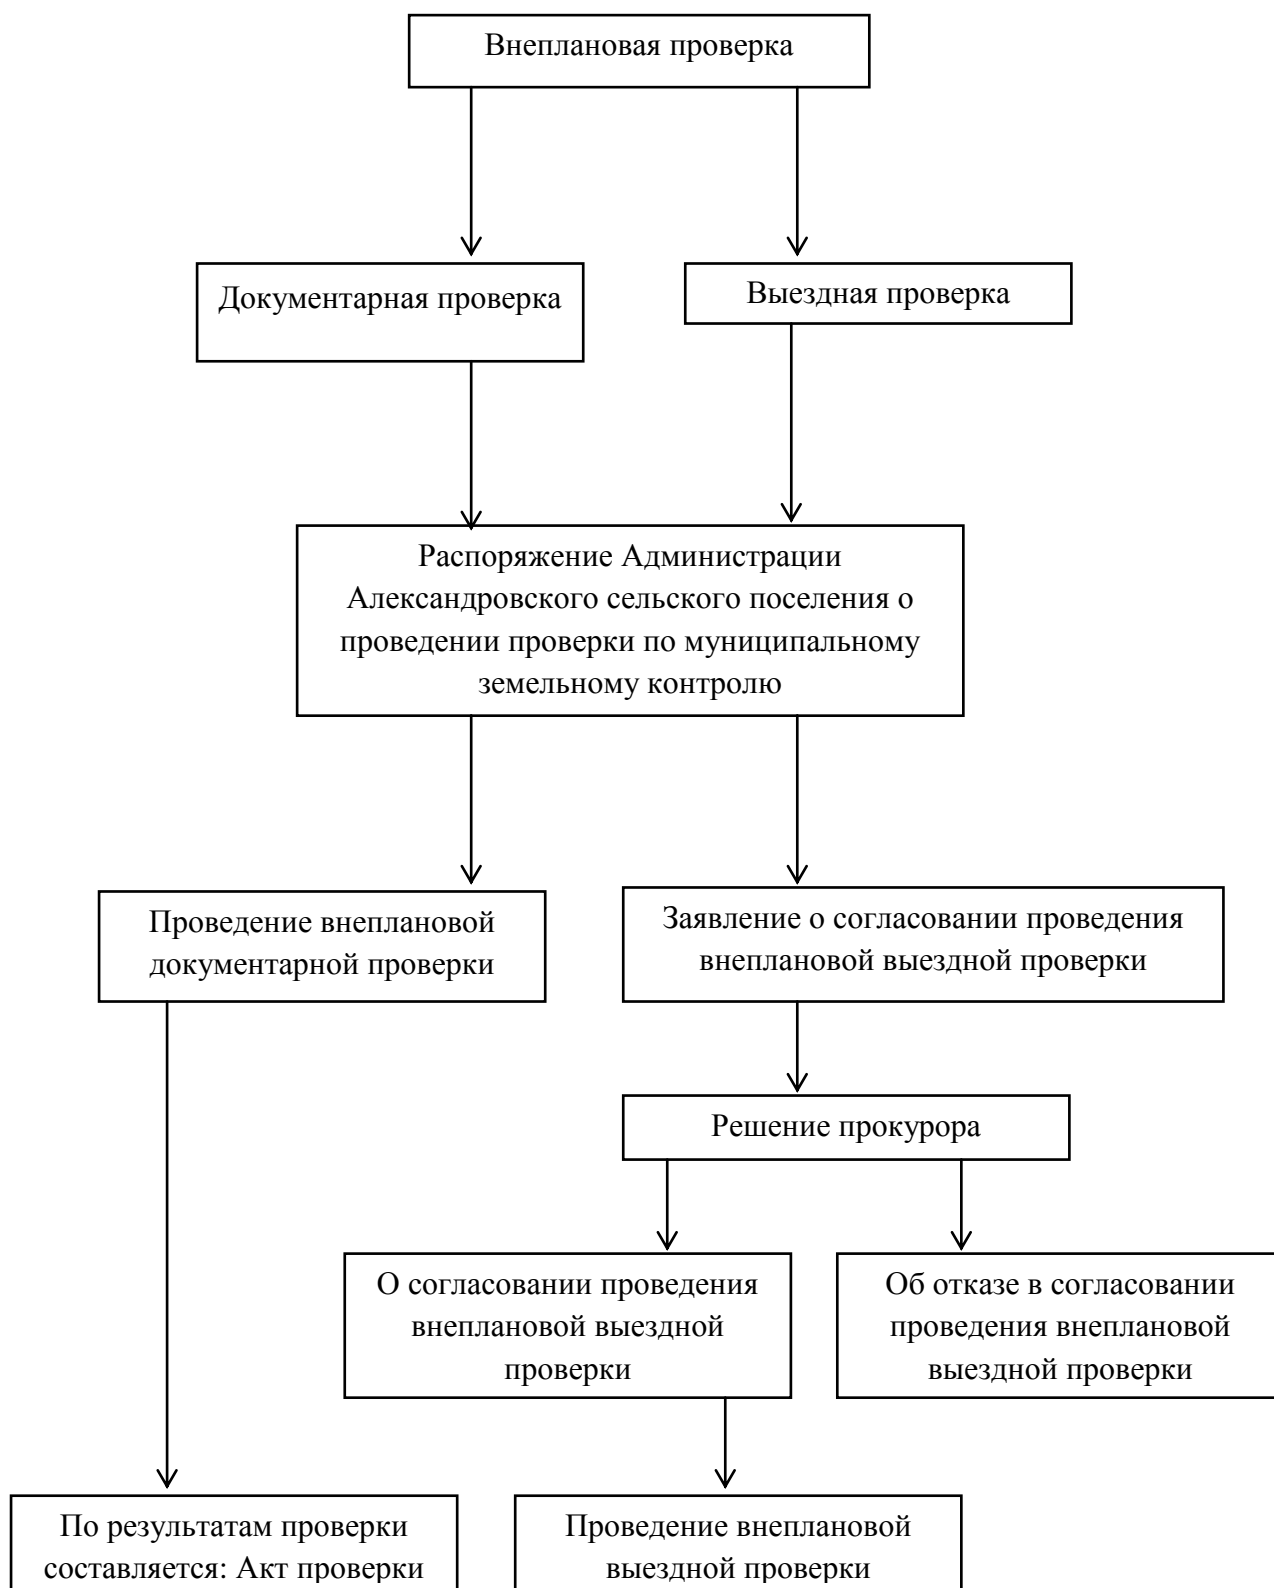 Внеплановая проверка
Документарная проверка
Выездная проверка
Распоряжение Администрации
Александровского сельского поселения о
проведении проверки по муниципальному
земельному контролю
Проведение внеплановой
документарной проверки
Заявление о согласовании проведения
внеплановой выездной проверки
Решение прокурора
О согласовании проведения
внеплановой выездной
проверки
Об отказе в согласовании
проведения внеплановой
выездной проверки
По результатам проверки
составляется: Акт проверки
Проведение внеплановой
выездной проверки